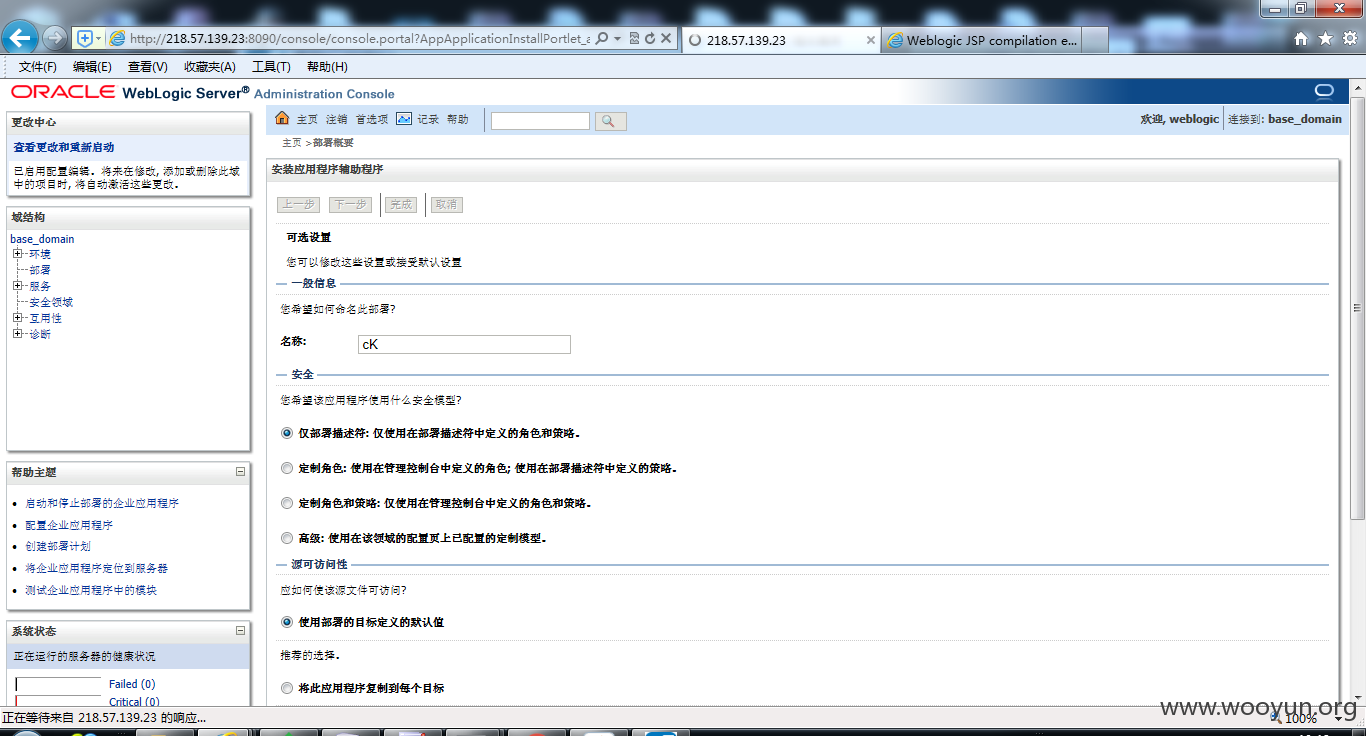 http://218.57.139.23:8090/console/console.portal?AppApplicationInstallPortlet_a
218.57.139.23
Weblogic JSP compilation e...
文件(F) 编辑(E) 查看(V) 收藏夹(A) 工具(T) 帮助(H)
ORACLE WebLogic Server® Administration Console
更改中心
查看更改和重新启动
已启用配置编辑。将来在修改, 添加或删除此域
中的项目时, 将自动激活这些更改。
域结构
base_domain
环境
部署
服务
安全领域
互用性
诊断
帮助主题
启动和停止部署的企业应用程序
配置企业应用程序
创建部署计划
将企业应用程序定位到服务器
测试企业应用程序中的模块
系统状态
正在运行的服务器的健康状况
Failed (0)
Critical (0)
主页 注销 首选项 记录 帮助
欢迎, weblogic 连接到: base_domain
主页 >部署概要
安装应用程序辅助程序
上一步 下一步 完成 取消
可选设置
您可以修改这些设置或接受默认设置
一般信息
您希望如何命名此部署?
名称: cK
安全
您希望该应用程序使用什么安全模型?
仅部署描述符: 仅使用在部署描述符中定义的角色和策略。
定制角色: 使用在管理控制台中定义的角色; 使用在部署描述符中定义的策略。
定制角色和策略: 仅使用在管理控制台中定义的角色和策略。
高级: 使用在该领域的配置页上已配置的定制模型。
源可访问性
应如何使该源文件可访问?
使用部署的目标定义的默认值
推荐的选择。
将此应用程序复制到每个目标
正在等待来自 218.57.139.23 的响应...
100%
www.wooyun.org